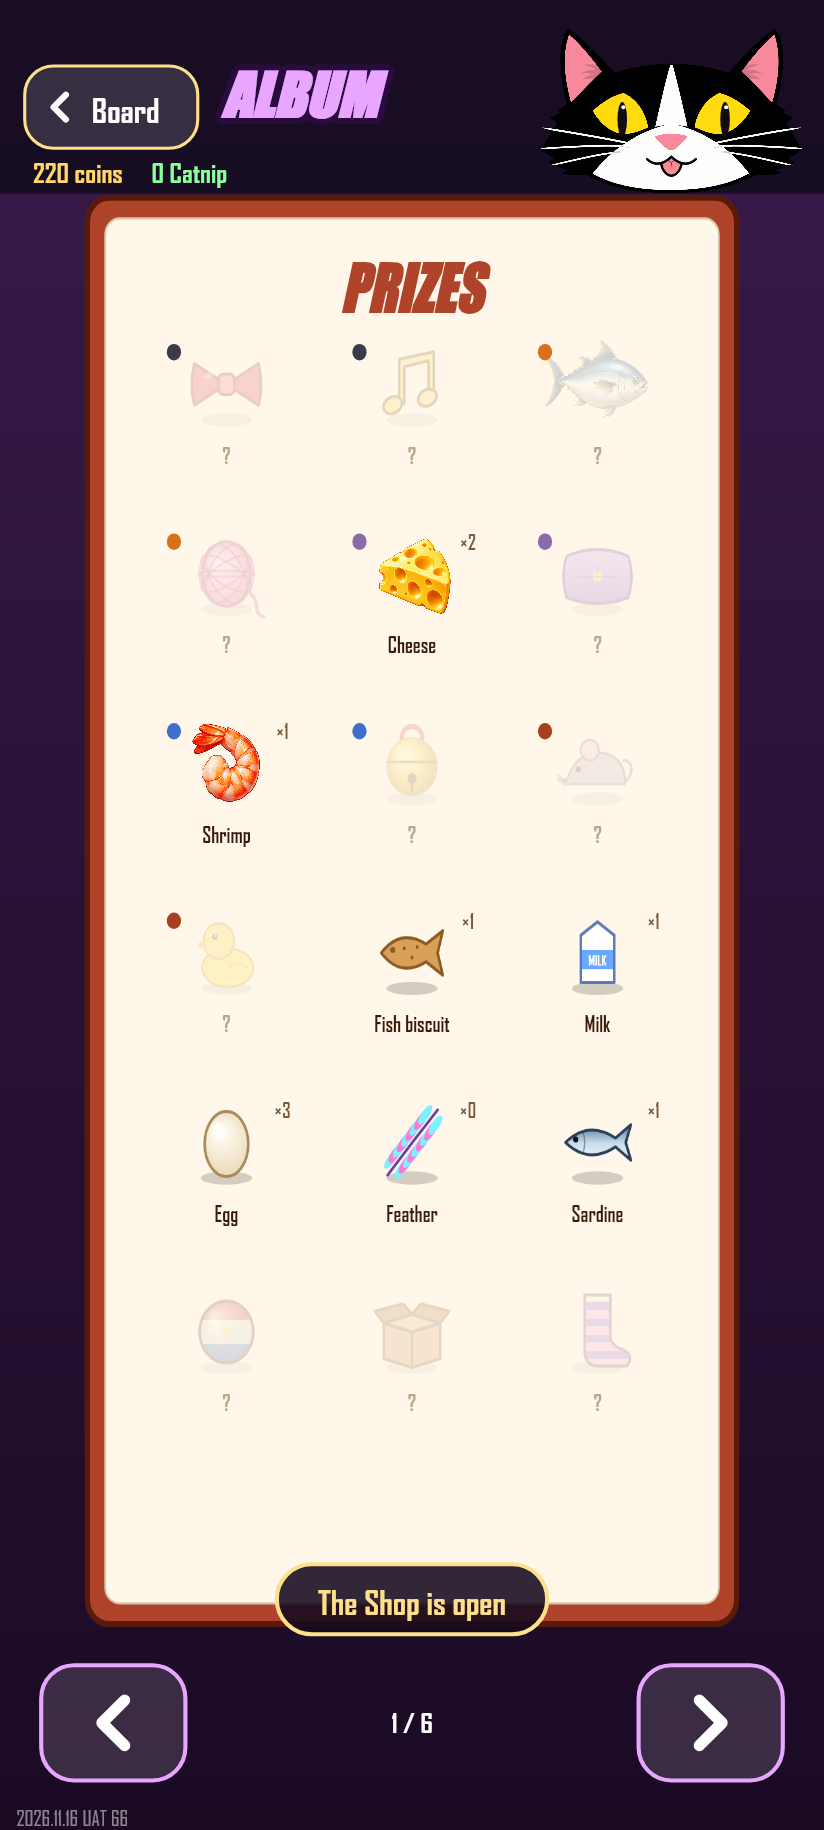 Board
ALBUM
220 coins 0 Catnip
PRIZES
? ? ?
×2
? Cheese ?
×1
Shrimp ? ?
×1 ×1
MILK
? Fish biscuit Milk
×3 ×0 ×1
Egg Feather Sardine
? ? ?
The Shop is open
1 / 6
2026.11.16 UAT 66